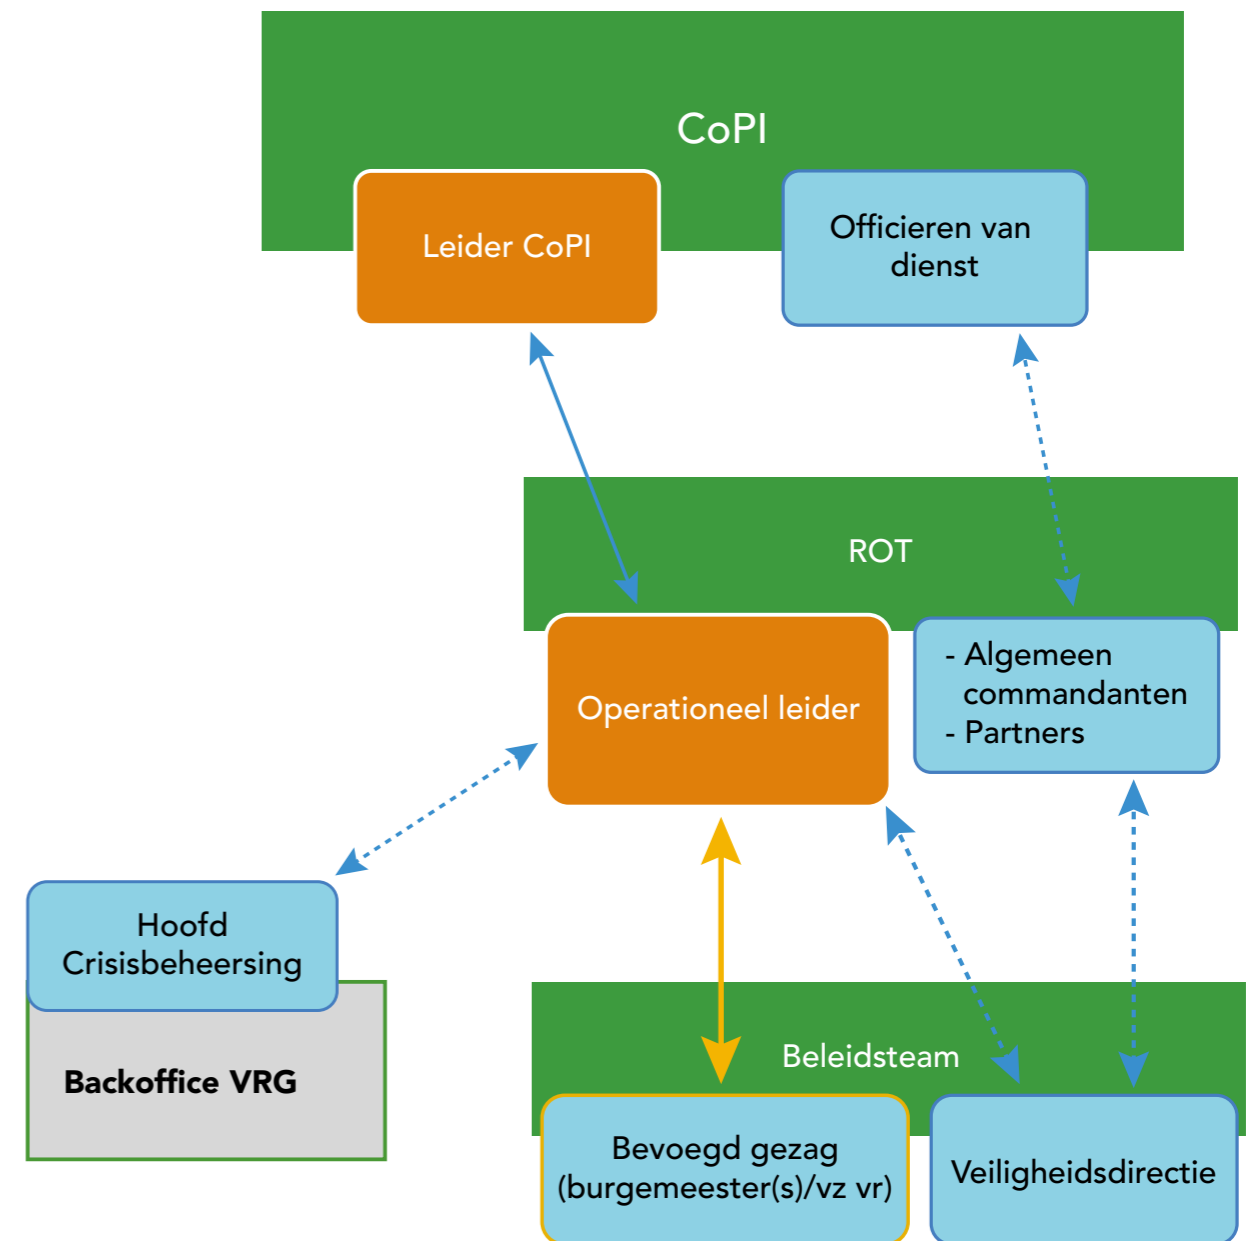 CoPI
Leider CoPI
Officieren van
dienst
ROT
Operationeel leider
- Algemeen
commandanten
- Partners
Hoofd
Crisisbeheersing
Backoffice VRG
Beleidsteam
Bevoegd gezag
(burgemeester(s)/vz vr)
Veiligheidsdirectie